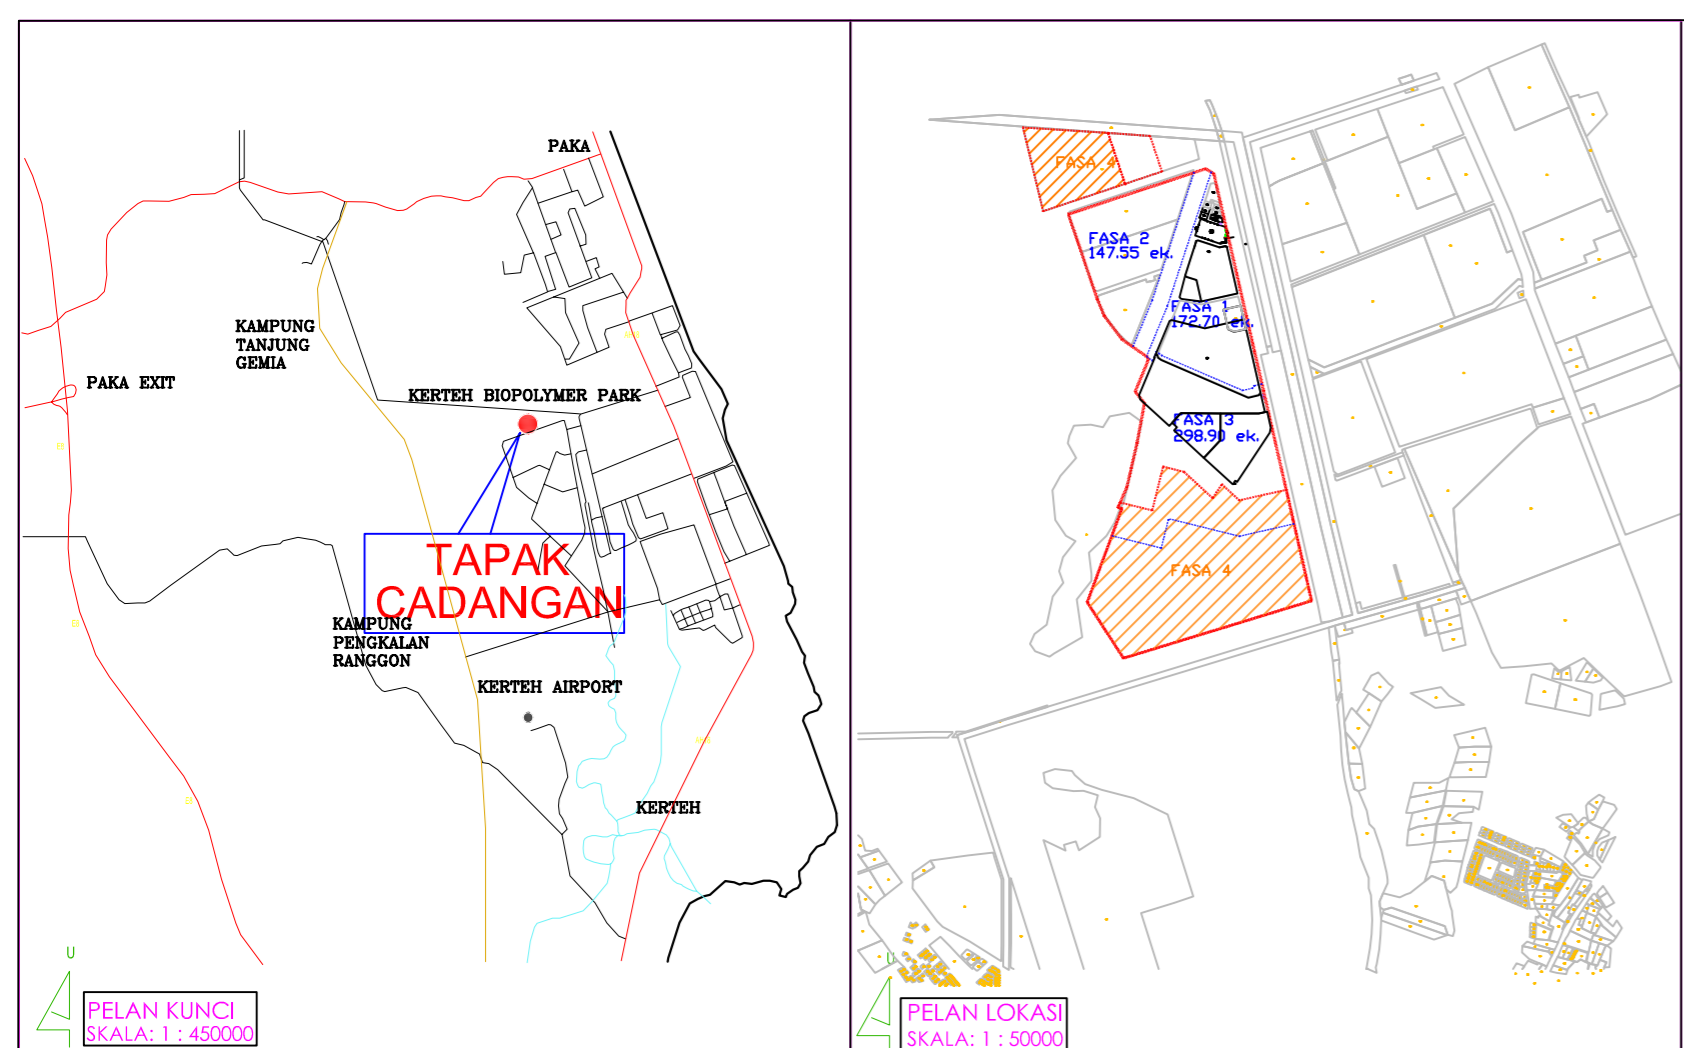 PAKA
KAMPUNG
TANJUNG
GEMIA
PAKA EXIT
KERTEH BIOPOLYMER PARK
TAPAK
CADANGAN
KAMPUNG
PENGKALAN
RANGGON
KERTEH AIRPORT
KERTEH
U
PELAN KUNCI
SKALA: 1 : 450000
FASA 4
FASA 2
147.55 ek.
FASA 1
172.70 ek.
FASA 3
298.90 ek.
FASA 4
U
PELAN LOKASI
SKALA: 1 : 50000